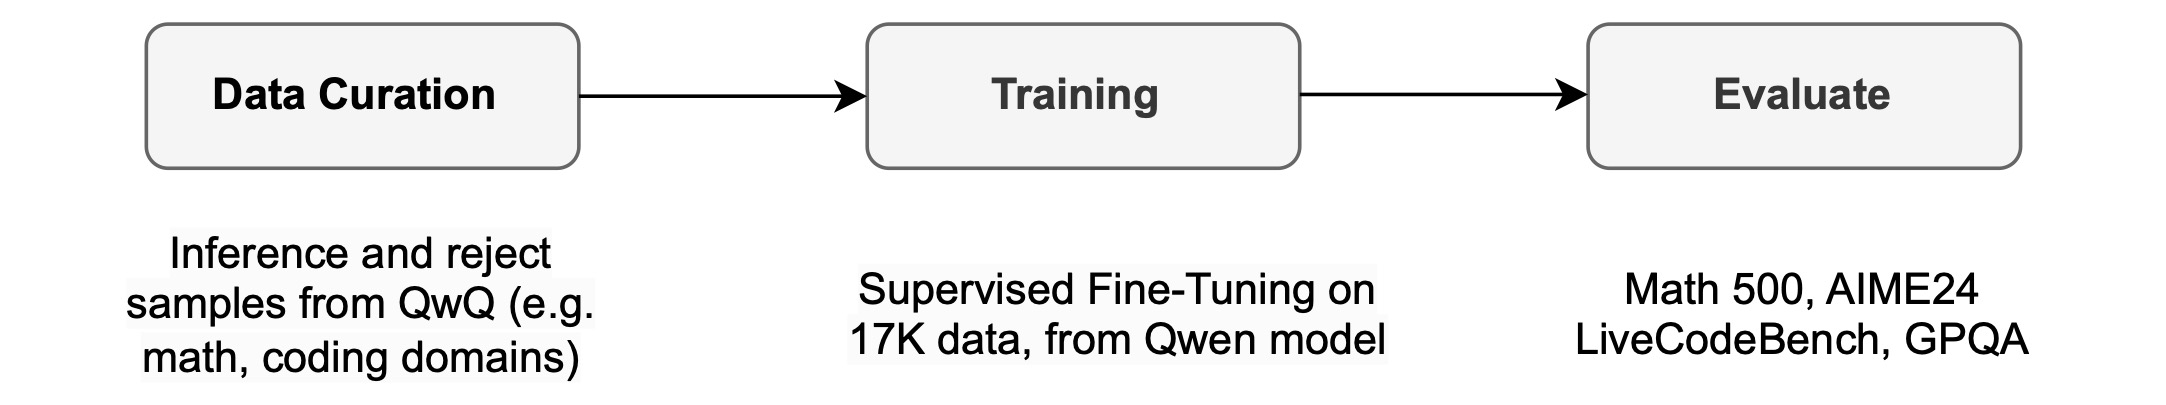 Data Curation
Training
Evaluate
Inference and reject
samples from QwQ (e.g.
math, coding domains)
Supervised Fine-Tuning on
17K data, from Qwen model
Math 500, AIME24
LiveCodeBench, GPQA